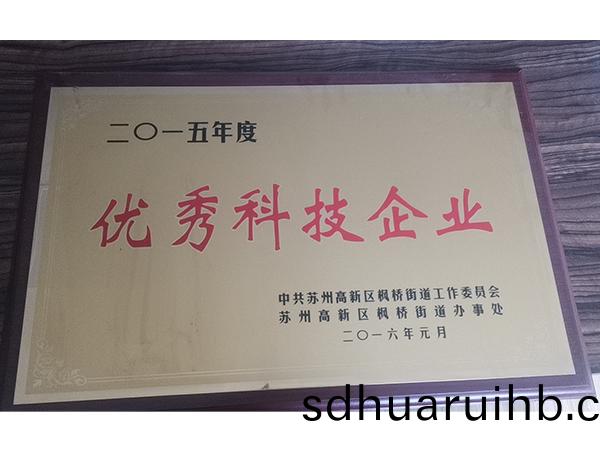 二〇一五年度
优秀科技企业
中共苏州高新区枫桥街道工作委员会
苏州高新区枫桥街道办事处
二〇一六年元月
sdhuaruihb.c